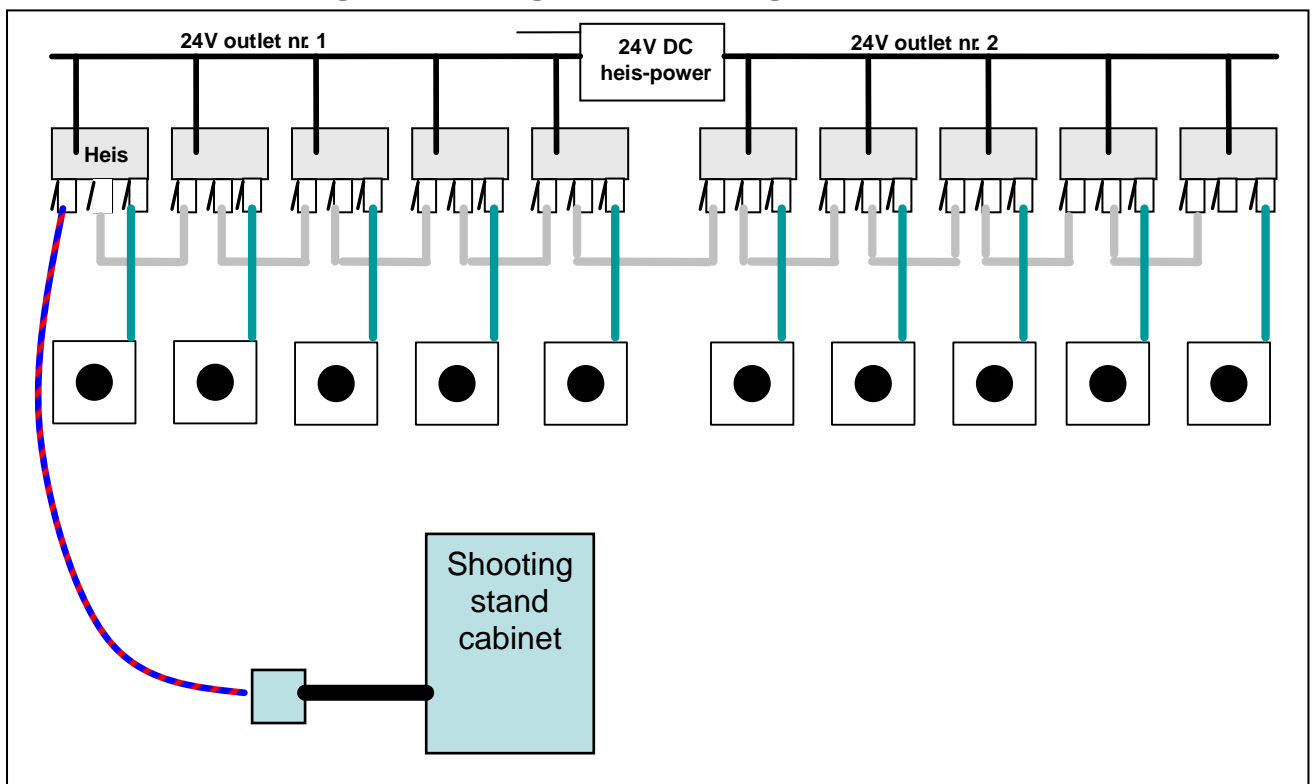 24V outlet nr. 1
24V DC
heis-power
24V outlet nr. 2
Heis
Shooting
stand
cabinet